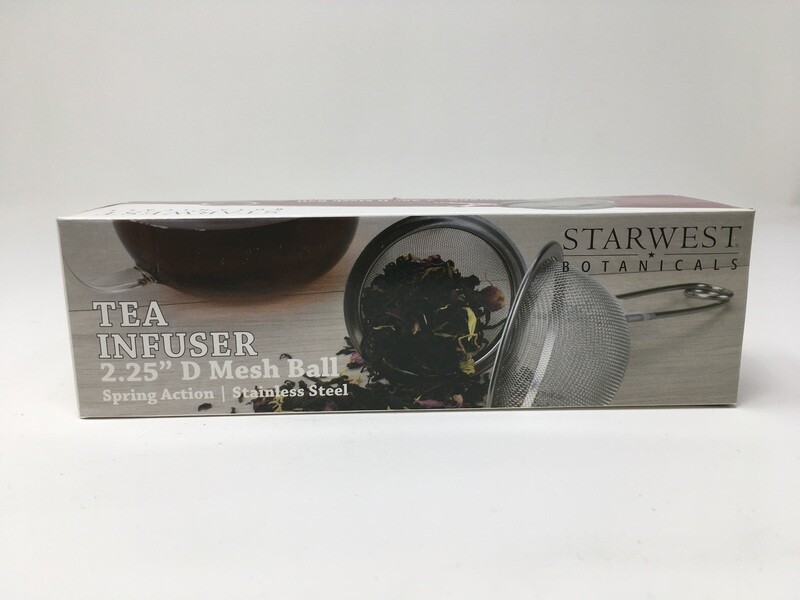 STARWEST
BOTANICALS
TEA
INFUSER
2.25” D Mesh Ball
Spring Action | Stainless Steel